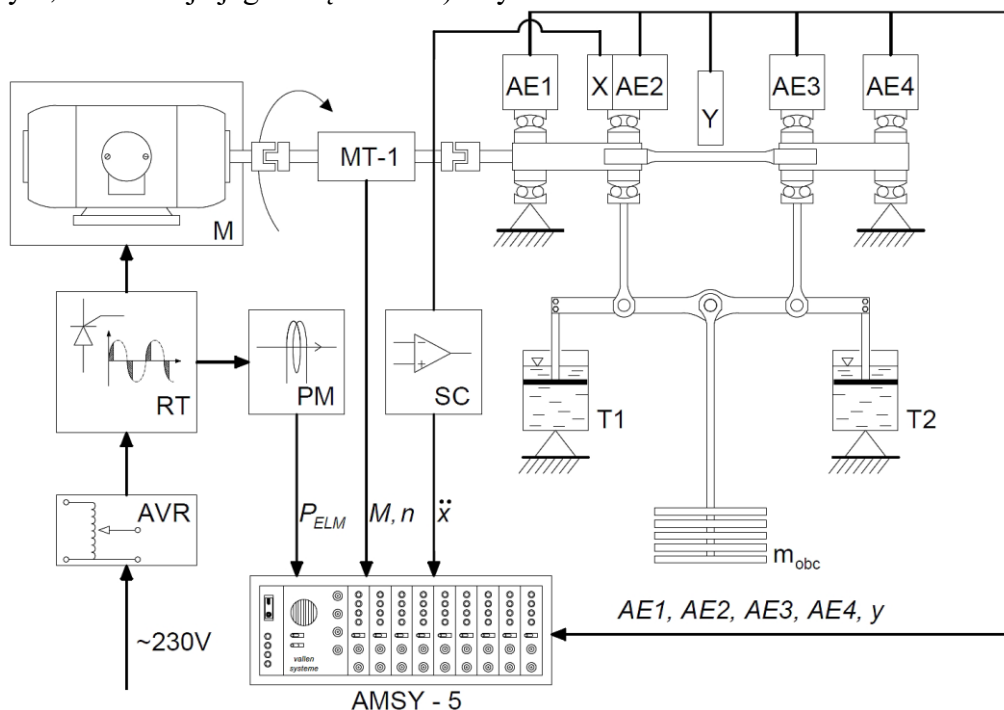 AE1
X
AE2
Y
AE3
AE4
MT-1
M
RT
PM
SC
T1
T2
AVR
P_ELM
M, n
ẍ
m_obc
AE1, AE2, AE3, AE4, y
~230V
vallen
systeme
AMSY - 5